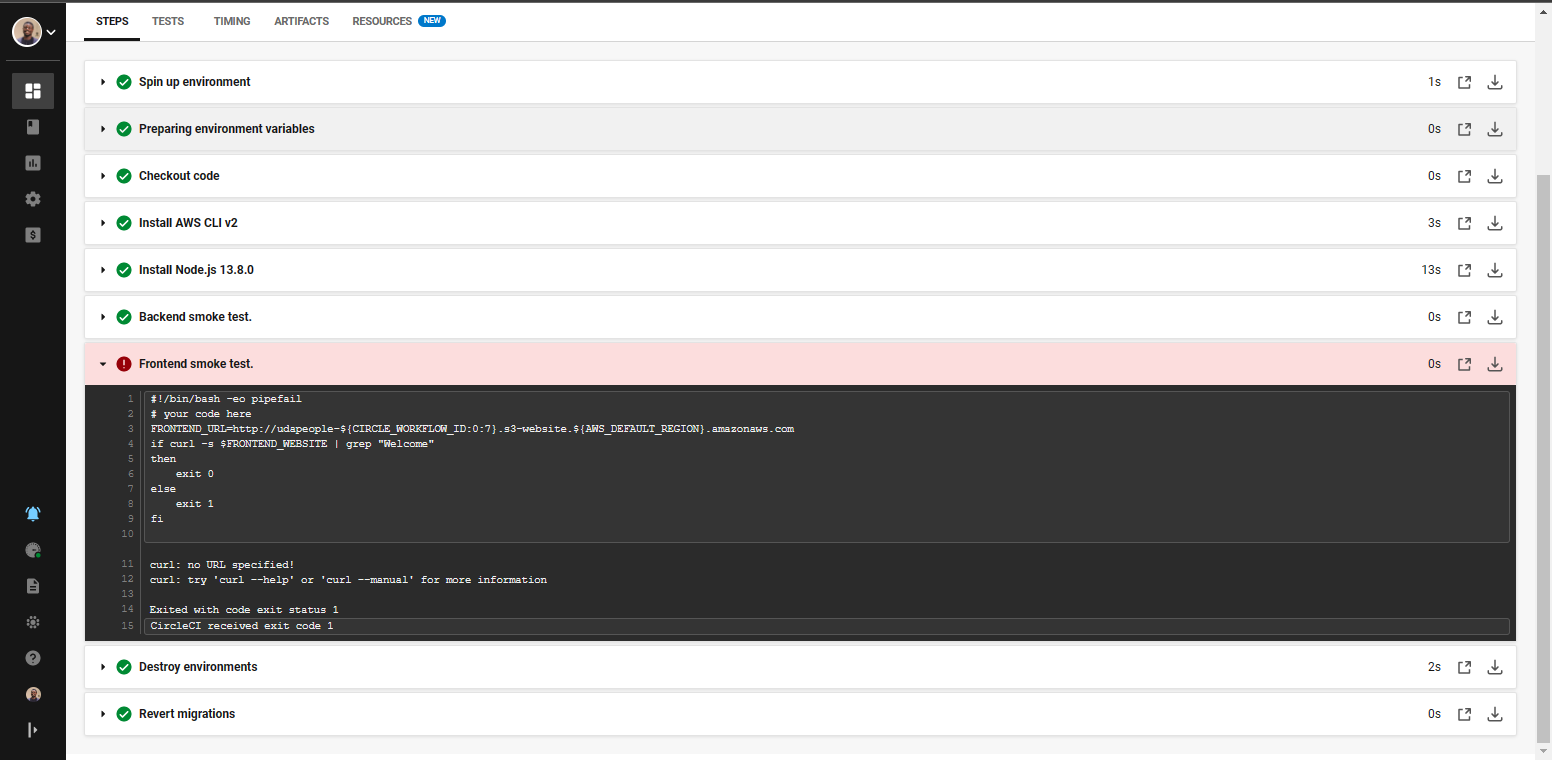 STEPS TESTS TIMING ARTIFACTS RESOURCES NEW
Spin up environment 1s
Preparing environment variables 0s
Checkout code 0s
Install AWS CLI v2 3s
Install Node.js 13.8.0 13s
Backend smoke test. 0s
Frontend smoke test. 0s
1 #!/bin/bash -eo pipefail
2 # your code here
3 FRONTEND_URL=http://udapeople-${CIRCLE_WORKFLOW_ID:0:7}.s3-website.${AWS_DEFAULT_REGION}.amazonaws.com
4 if curl -s $FRONTEND_WEBSITE | grep "Welcome"
5 then
6 exit 0
7 else
8 exit 1
9 fi
10
11 curl: no URL specified!
12 curl: try 'curl --help' or 'curl --manual' for more information
13
14 Exited with code exit status 1
15 CircleCI received exit code 1
Destroy environments 2s
Revert migrations 0s